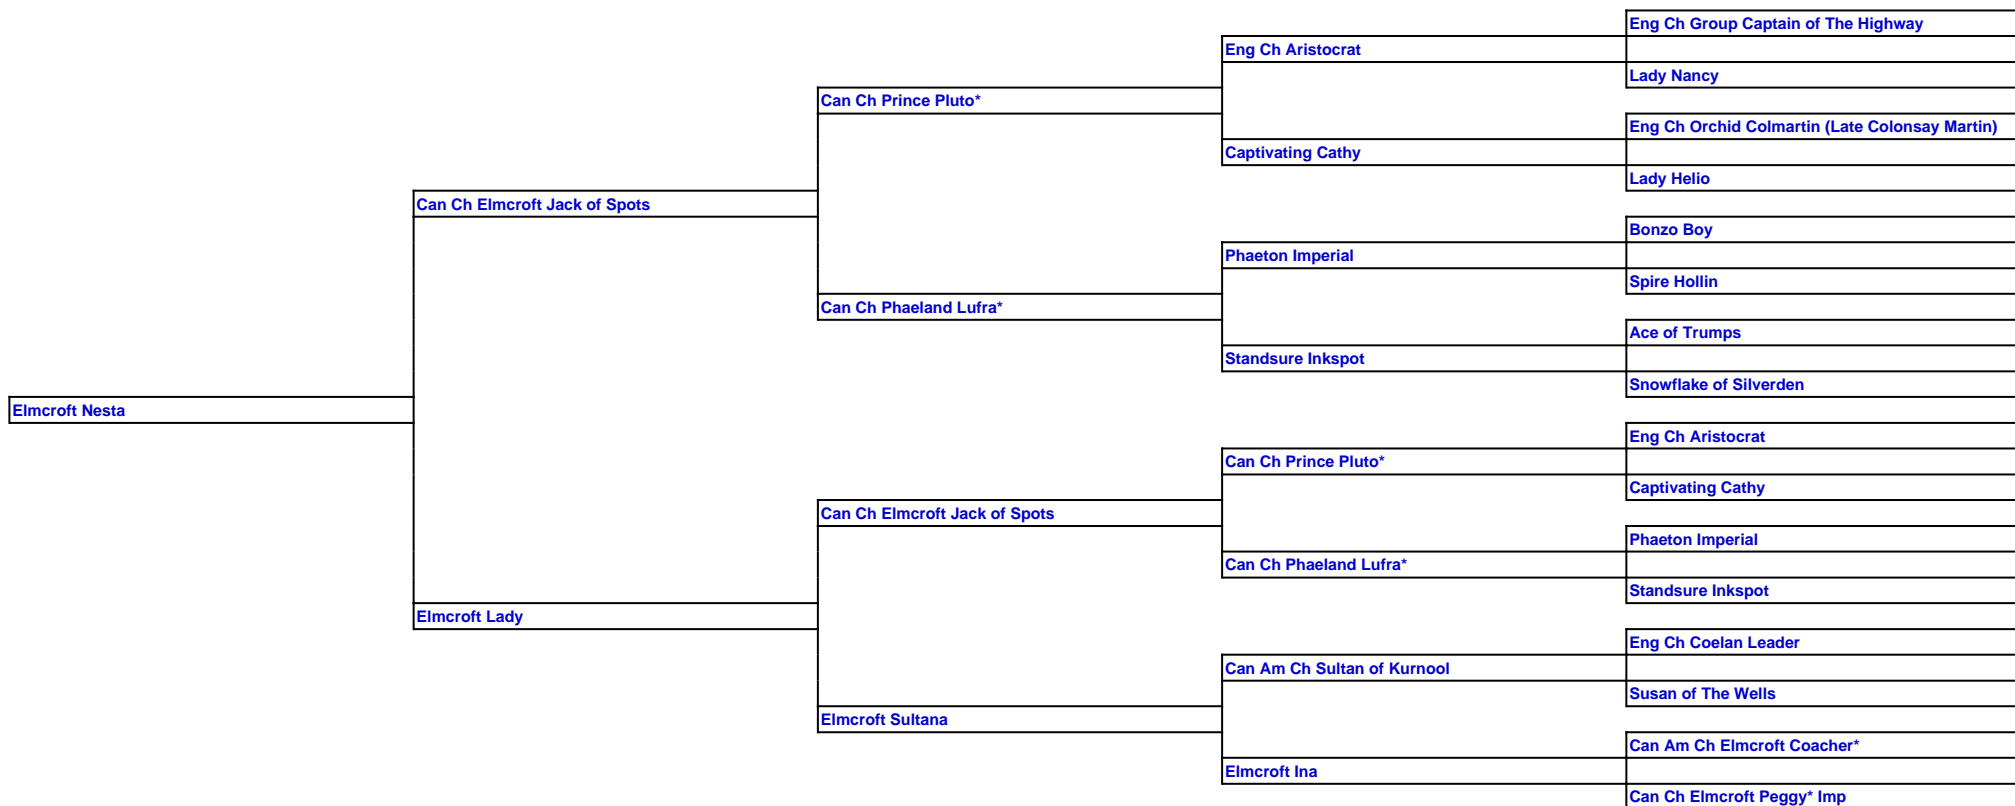 Eng Ch Group Captain of The Highway
Eng Ch Aristocrat
Lady Nancy
Can Ch Prince Pluto*
Eng Ch Orchid Colmartin (Late Colonsay Martin)
Captivating Cathy
Lady Helio
Can Ch Elmcroft Jack of Spots
Bonzo Boy
Phaeton Imperial
Spire Hollin
Can Ch Phaeland Lufra*
Ace of Trumps
Standsure Inkspot
Snowflake of Silverden
Elmcroft Nesta
Eng Ch Aristocrat
Can Ch Prince Pluto*
Captivating Cathy
Can Ch Elmcroft Jack of Spots
Phaeton Imperial
Can Ch Phaeland Lufra*
Standsure Inkspot
Elmcroft Lady
Eng Ch Coelan Leader
Can Am Ch Sultan of Kurnool
Susan of The Wells
Elmcroft Sultana
Can Am Ch Elmcroft Coacher*
Elmcroft Ina
Can Ch Elmcroft Peggy* Imp